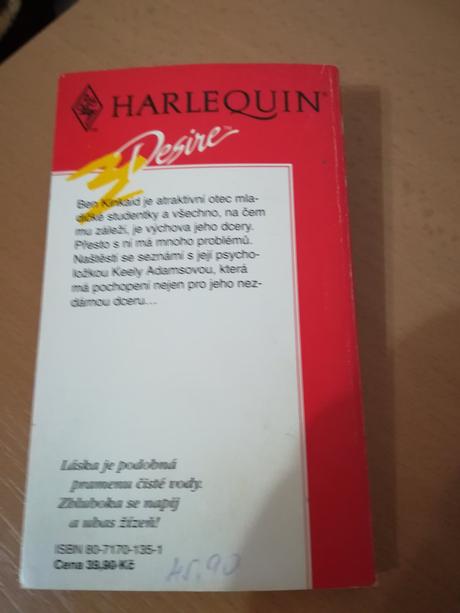 HARLEQUIN®
Desire
Ben Kinkaid je atraktivní otec mla-
dičké studentky a všechno, na čem
mu záleží, je výchova jeho dcery.
Přesto s ní má mnoho problémů.
Naštěstí se seznámí s její psycho-
ložkou Keely Adamsovou, která
má pochopení nejen pro jeho nez-
dárnou dceru...
Láska je podobná
pramenu čisté vody.
Zhluboka se napij
a uhas žízeň!
ISBN 80-7170-135-1
Cena 39,90 Kč
45,90